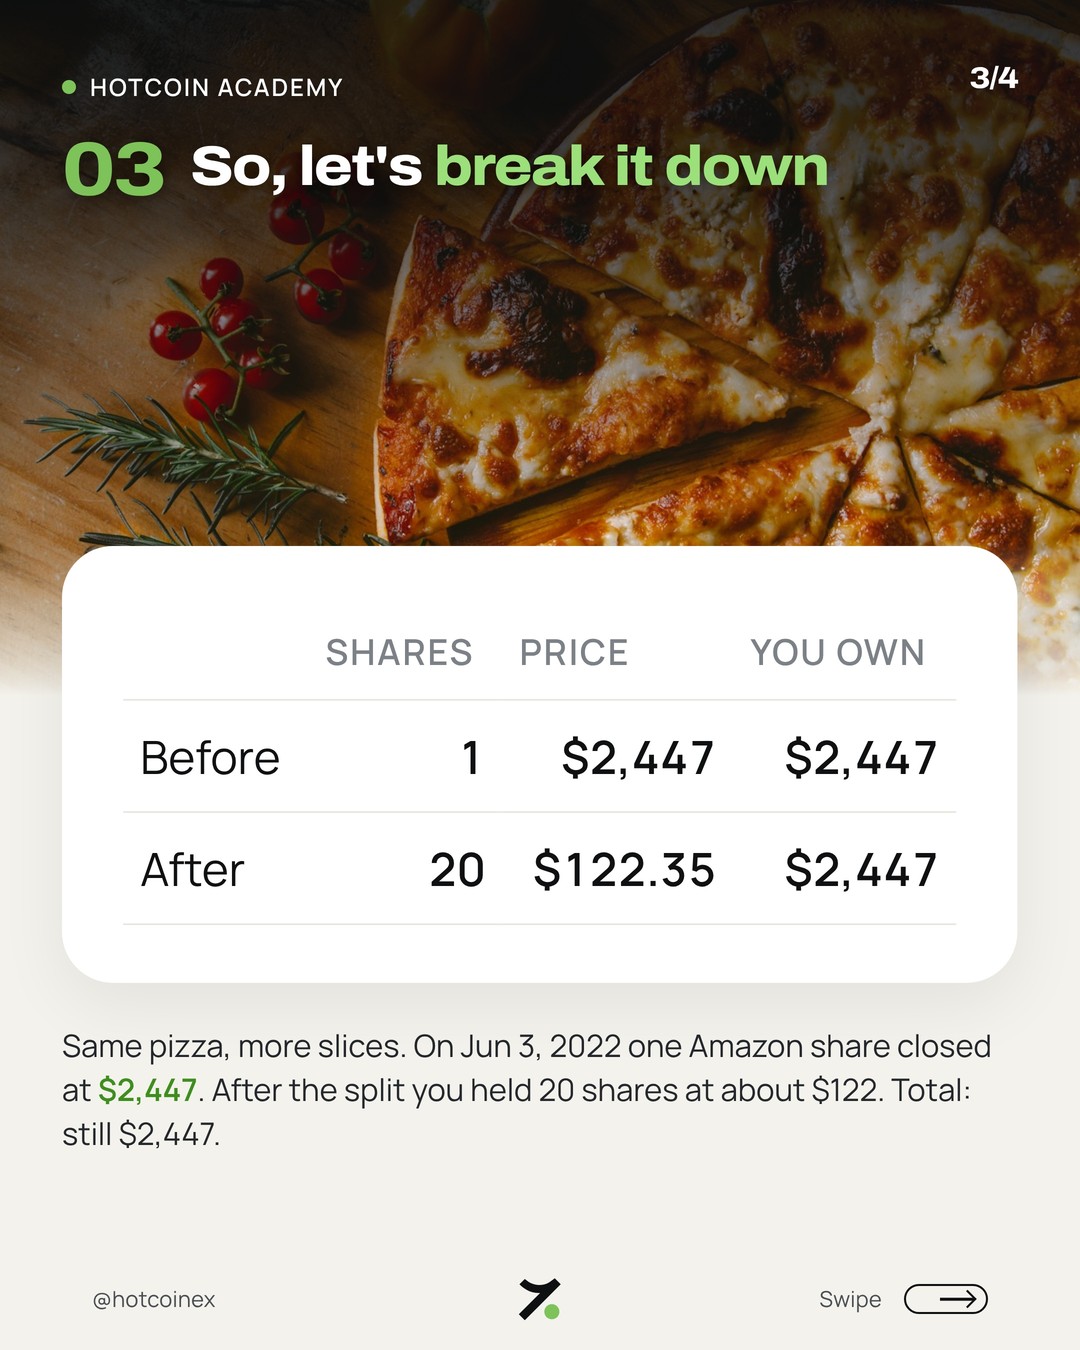 HOTCOIN ACADEMY
3/4
03 So, let's break it down
SHARES PRICE YOU OWN
Before 1 $2,447 $2,447
After 20 $122.35 $2,447
Same pizza, more slices. On Jun 3, 2022 one Amazon share closed
at $2,447. After the split you held 20 shares at about $122. Total:
still $2,447.
@hotcoinex
Swipe